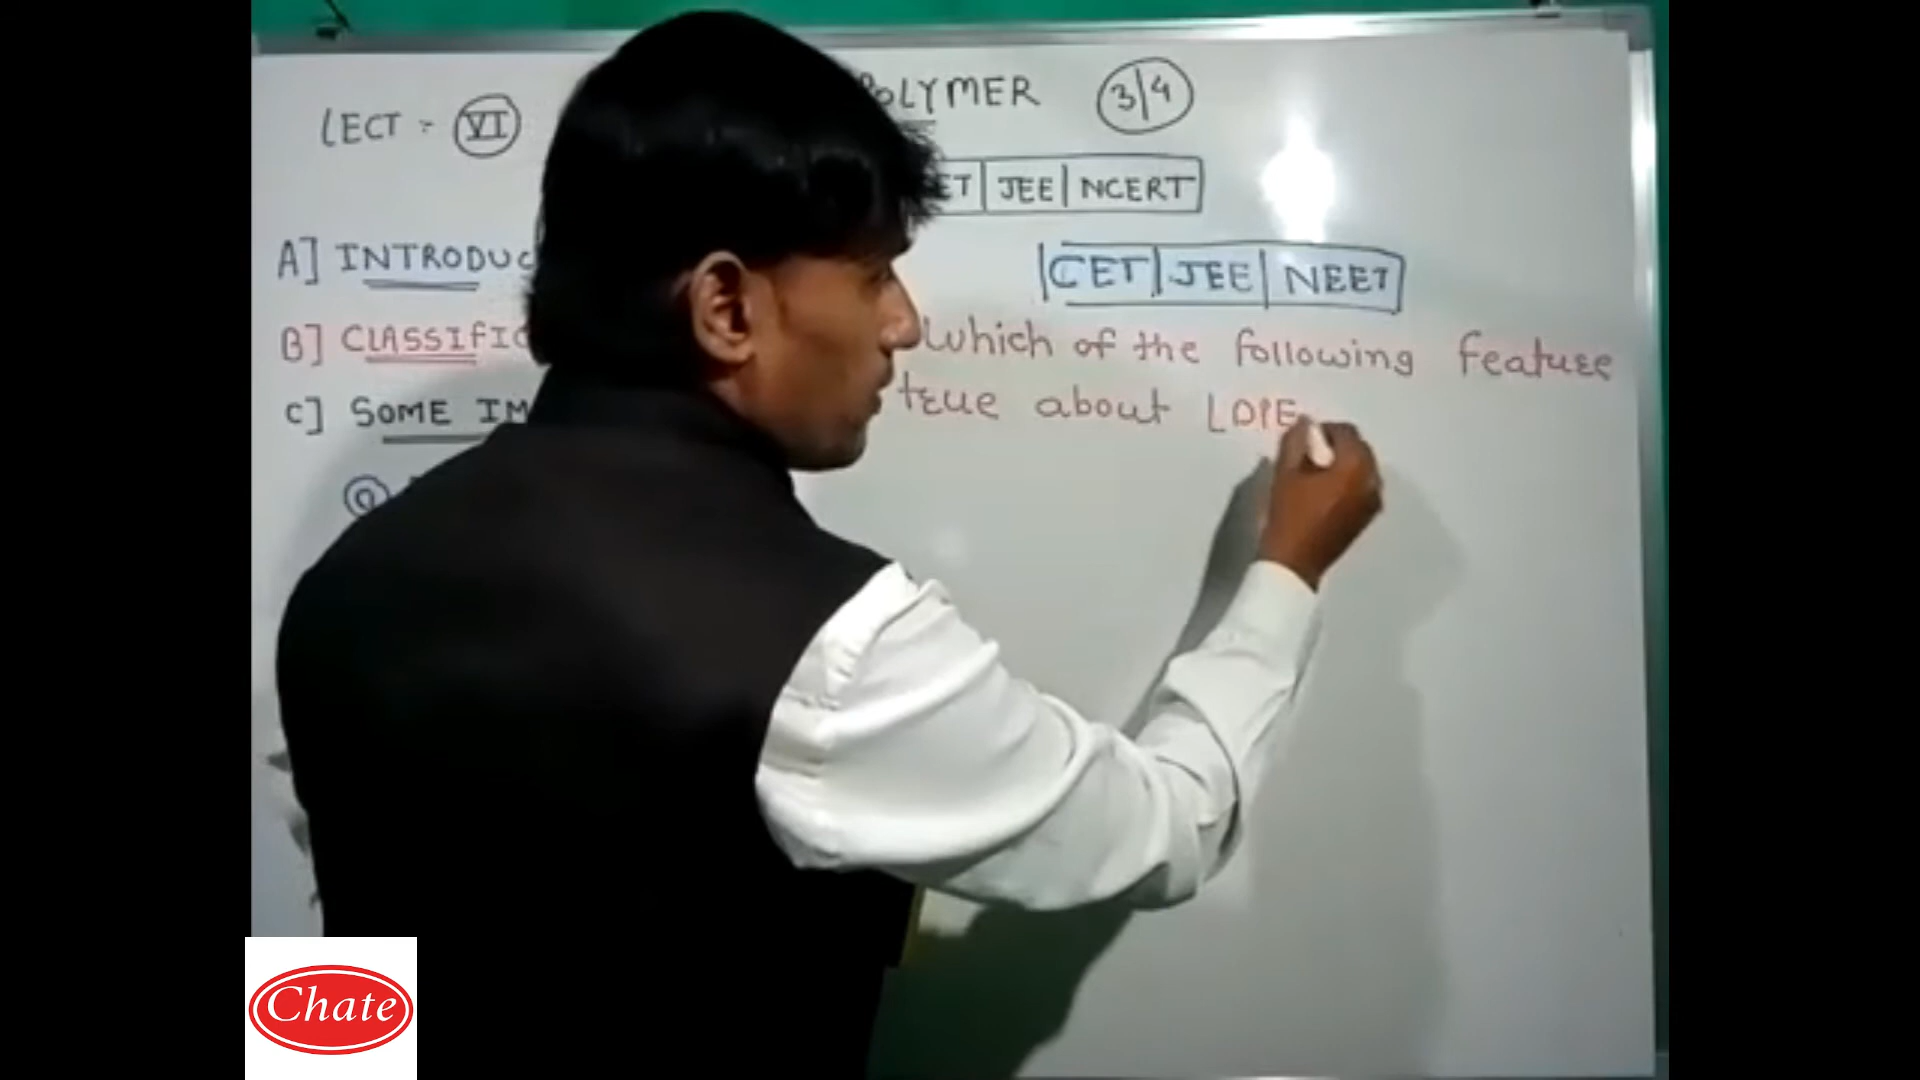 LECT - VI
POLYMER 3/4
ET | JEE | NCERT
A] INTRODUC
|CET| JEE | NEET
B] CLASSIFIC
Which of the following feature
true about LDPE
C] SOME IM
a
Chate